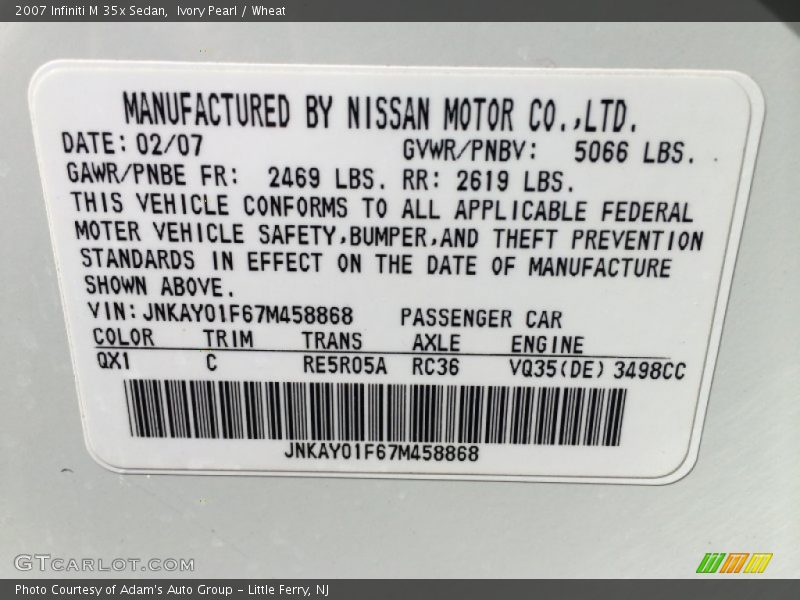 2007 Infiniti M 35x Sedan,  Ivory Pearl / Wheat
MANUFACTURED BY NISSAN MOTOR CO.,LTD.
DATE: 02/07 GVWR/PNBV: 5066 LBS.
GAWR/PNBE FR: 2469 LBS. RR: 2619 LBS.
THIS VEHICLE CONFORMS TO ALL APPLICABLE FEDERAL
MOTER VEHICLE SAFETY,BUMPER,AND THEFT PREVENTION
STANDARDS IN EFFECT ON THE DATE OF MANUFACTURE
SHOWN ABOVE.
VIN: JNKAY01F67M458868 PASSENGER CAR
COLOR TRIM TRANS AXLE ENGINE
QX1 C RE5R05A RC36 VQ35(DE) 3498CC
JNKAY01F67M458868
GTCARLOT.COM
Photo Courtesy of Adam's Auto Group - Little Ferry, NJ